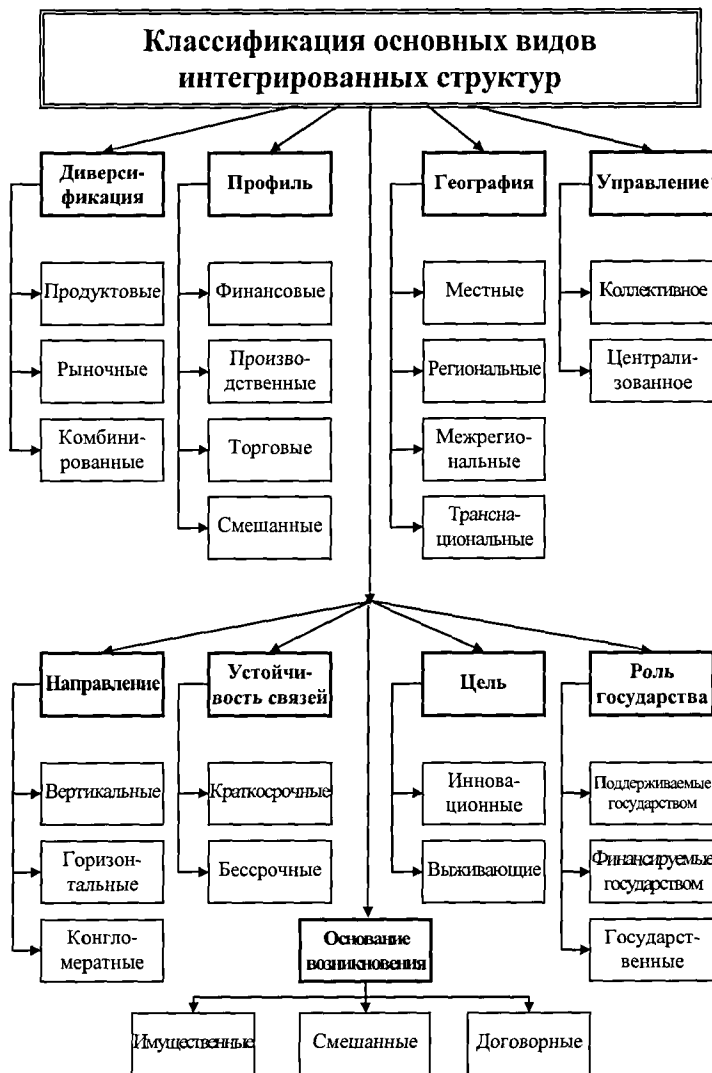 Классификация основных видов
интегрированных структур
Диверси-
фикация
Продуктовые
Рыночные
Комбини-
рованные
Профиль
Финансовые
Произво-
дственные
Торговые
Смешанные
География
Местные
Региональные
Межрегио-
нальные
Трансна-
циональные
Управление
Коллективное
Централи-
зованное
Направление
Вертикальные
Горизон-
тальные
Конгло-
мератные
Устойчи-
вость связей
Краткосрочные
Бессрочные
Основание
возникновения
Имущественные
Смешанные
Договорные
Цель
Иннова-
ционные
Выживающие
Роль
государства
Поддерживаемые
государством
Финансируемые
государством
Государст-
венные